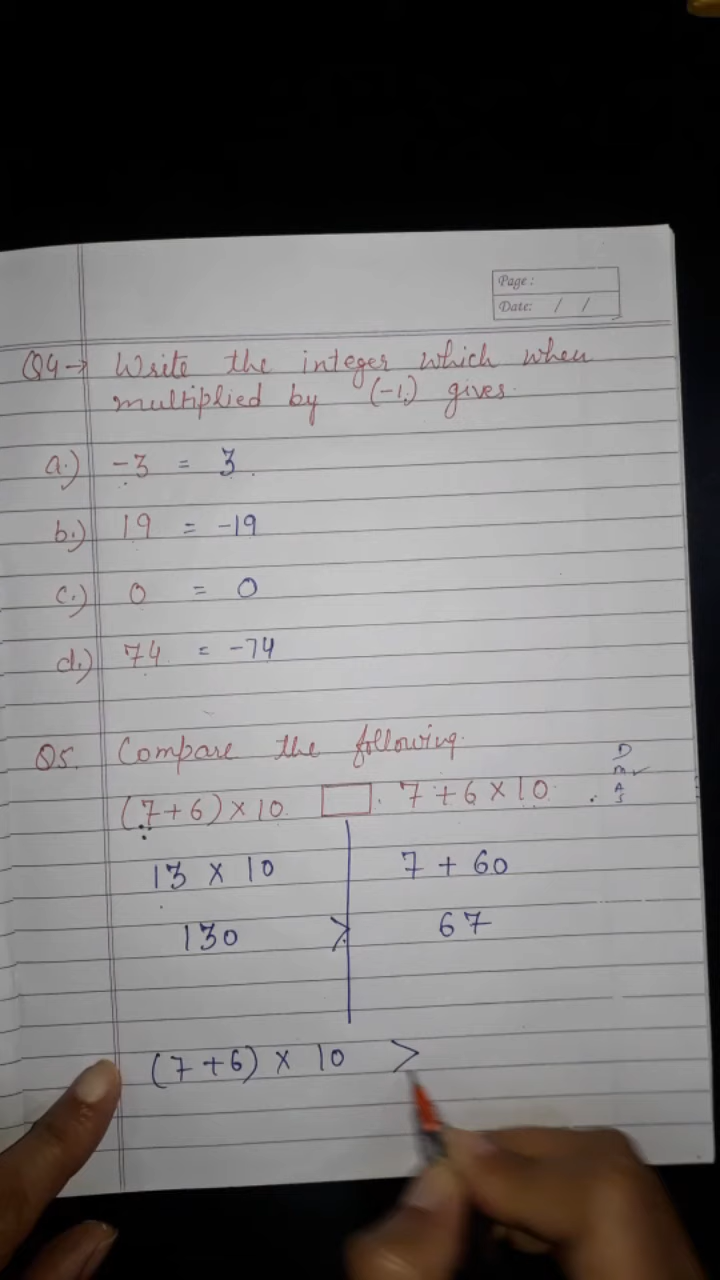 Page:
Date: / /
Q4→ Write the integer which when
multiplied by (-1) gives.
a.) -3 = 3.
b.) 19 = -19
c.) 0 = 0
d.) 74 = -74
Q5. Compare the following.
(7+6) × 10 □ 7 + 6 × 10
D
M✓
A
S
13 × 10 7 + 60
130 > 67
(7+6) × 10 >